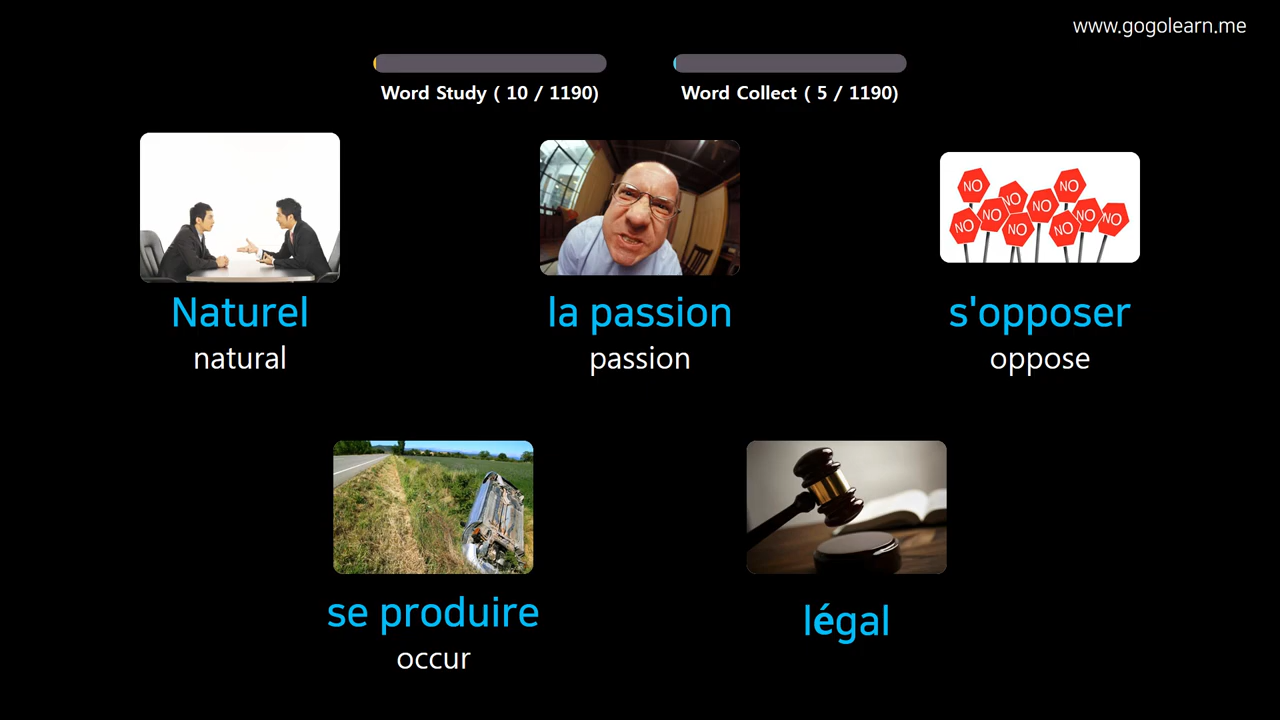 www.gogolearn.me
Word Study ( 10 / 1190)
Word Collect ( 5 / 1190)
NO NO NO NO NO NO NO NO NO NO
Naturel
natural
la passion
passion
s'opposer
oppose
se produire
occur
légal